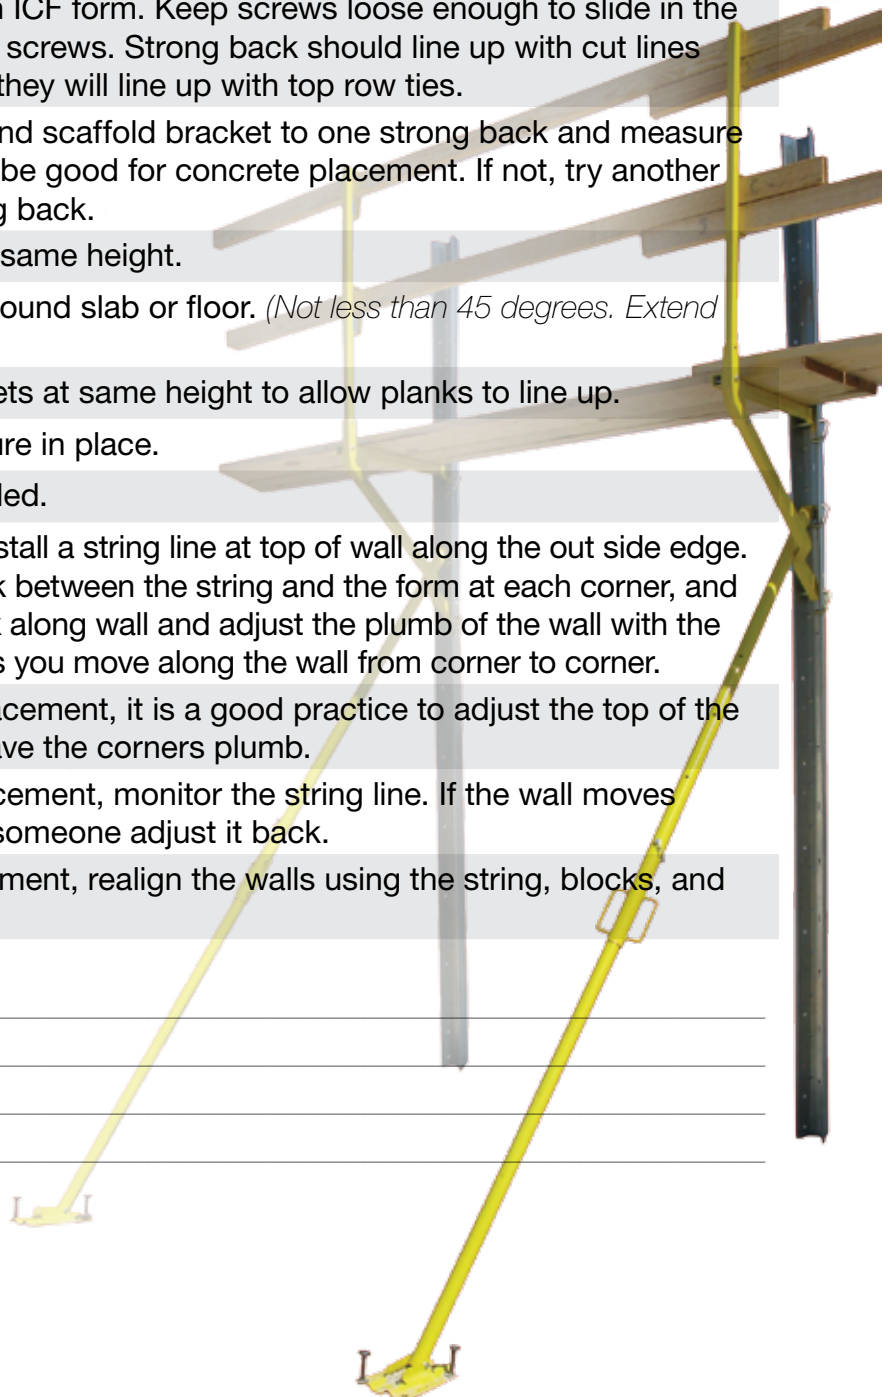 ICF form. Keep screws loose enough to slide in the
screws. Strong back should line up with cut lines
they will line up with top row ties.
nd scaffold bracket to one strong back and measure
be good for concrete placement. If not, try another
g back.
same height.
ound slab or floor. (Not less than 45 degrees. Extend
ets at same height to allow planks to line up.
ure in place.
led.
stall a string line at top of wall along the out side edge.
k between the string and the form at each corner, and
along wall and adjust the plumb of the wall with the
s you move along the wall from corner to corner.
acement, it is a good practice to adjust the top of the
ave the corners plumb.
cement, monitor the string line. If the wall moves
someone adjust it back.
ment, realign the walls using the string, blocks, and